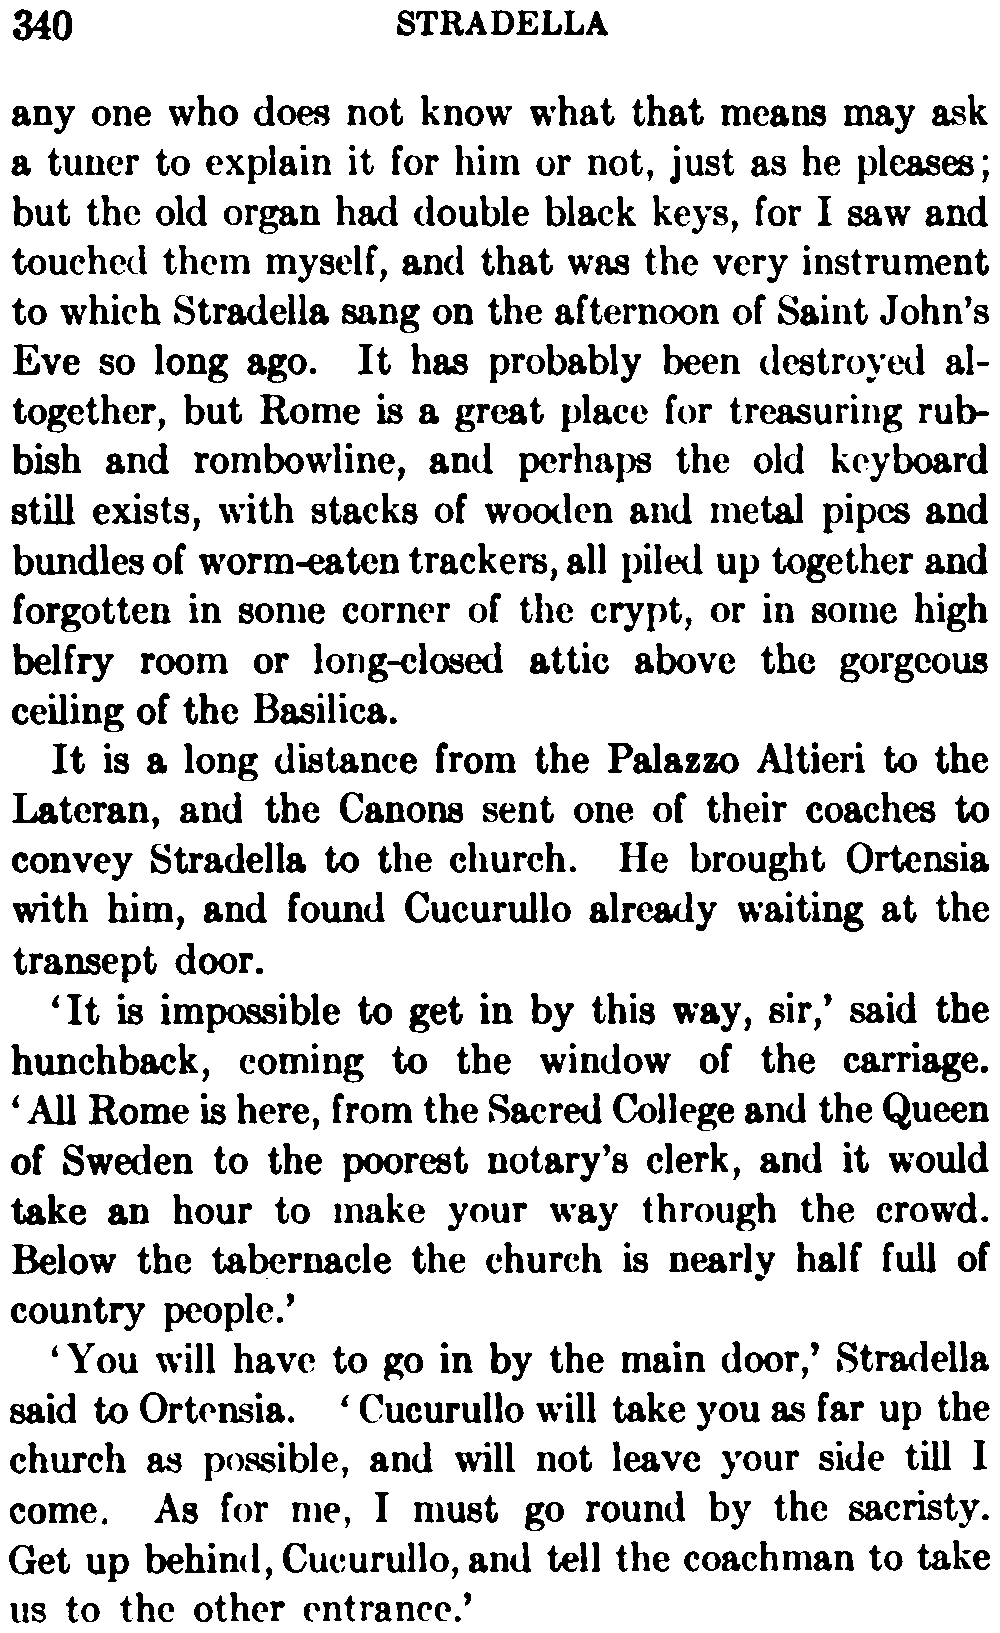 340 STRADELLA
any one who does not know what that means may ask
a tuner to explain it for him or not, just as he pleases;
but the old organ had double black keys, for I saw and
touched them myself, and that was the very instrument
to which Stradella sang on the afternoon of Saint John's
Eve so long ago. It has probably been destroyed al-
together, but Rome is a great place for treasuring rub-
bish and rombowline, and perhaps the old keyboard
still exists, with stacks of wooden and metal pipes and
bundles of worm-eaten trackers, all piled up together and
forgotten in some corner of the crypt, or in some high
belfry room or long-closed attic above the gorgeous
ceiling of the Basilica.
It is a long distance from the Palazzo Altieri to the
Lateran, and the Canons sent one of their coaches to
convey Stradella to the church. He brought Ortensia
with him, and found Cucurullo already waiting at the
transept door.
'It is impossible to get in by this way, sir,' said the
hunchback, coming to the window of the carriage.
'All Rome is here, from the Sacred College and the Queen
of Sweden to the poorest notary's clerk, and it would
take an hour to make your way through the crowd.
Below the tabernacle the church is nearly half full of
country people.'
'You will have to go in by the main door,' Stradella
said to Ortensia. 'Cucurullo will take you as far up the
church as possible, and will not leave your side till I
come. As for me, I must go round by the sacristy.
Get up behind, Cucurullo, and tell the coachman to take
us to the other entrance.'